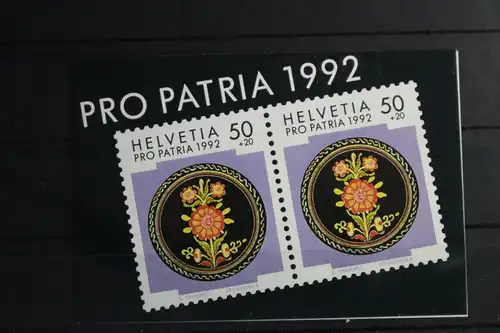 PRO PATRIA 1992
HELVETIA 50
PRO PATRIA 1992 +20
HELVETIA 50
PRO PATRIA 1992 +20